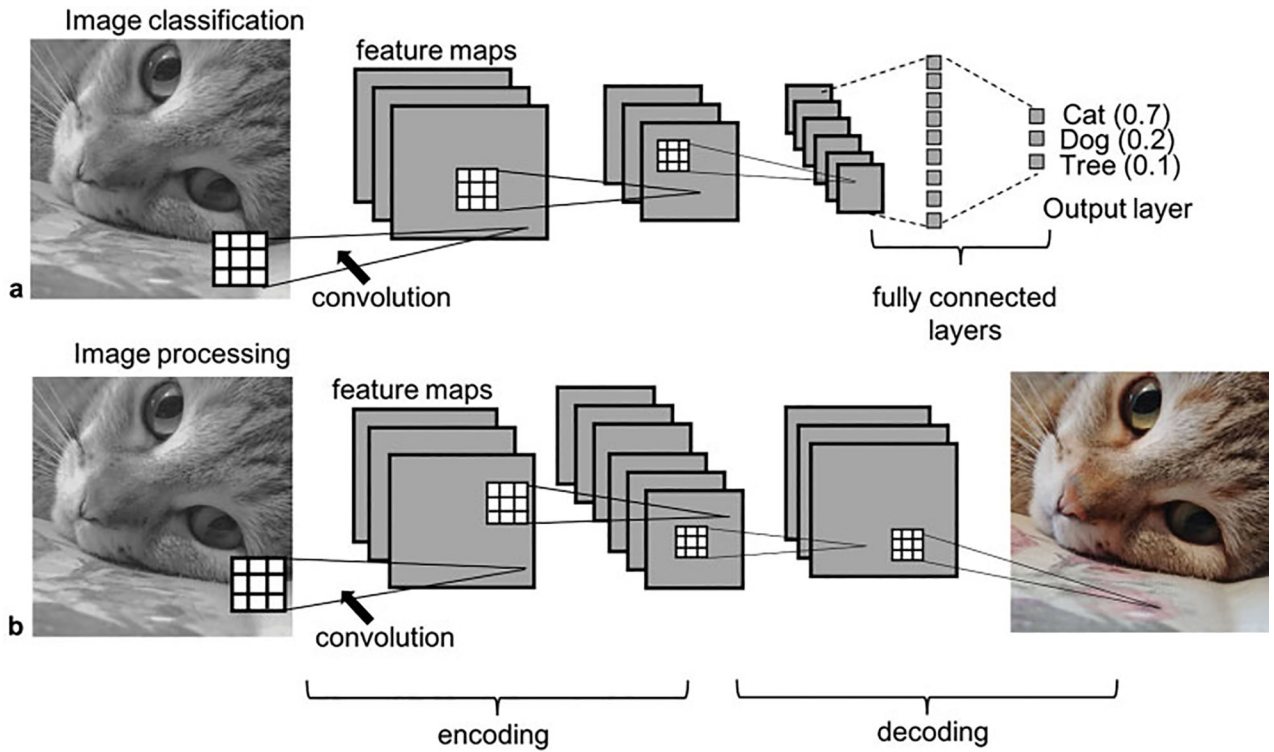 Image classification
feature maps
Cat (0.7)
Dog (0.2)
Tree (0.1)
Output layer
a
convolution
fully connected
layers
Image processing
feature maps
b
convolution
encoding
decoding